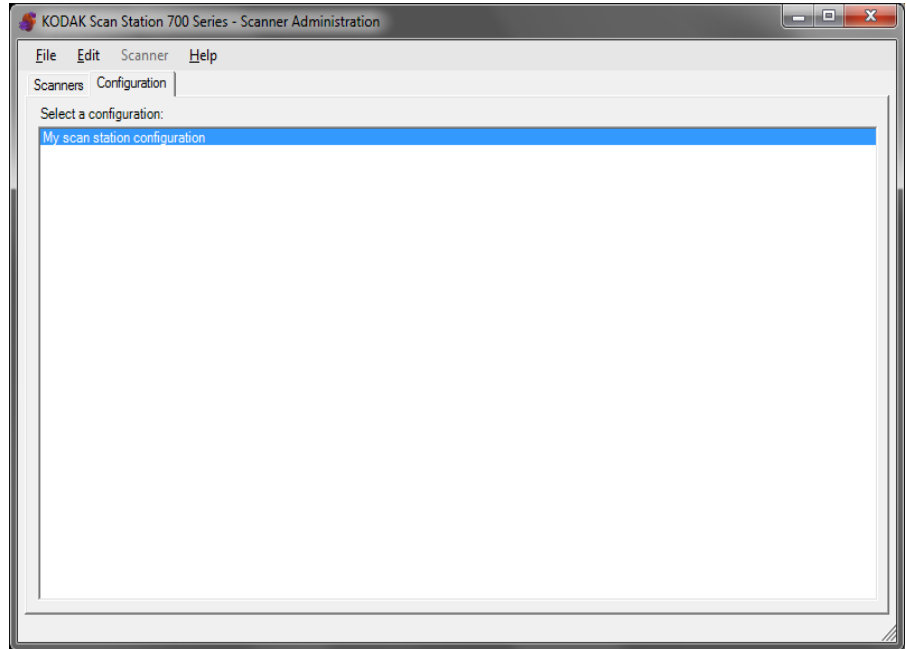 KODAK Scan Station 700 Series - Scanner Administration
File Edit Scanner Help
Scanners Configuration
Select a configuration:
My scan station configuration